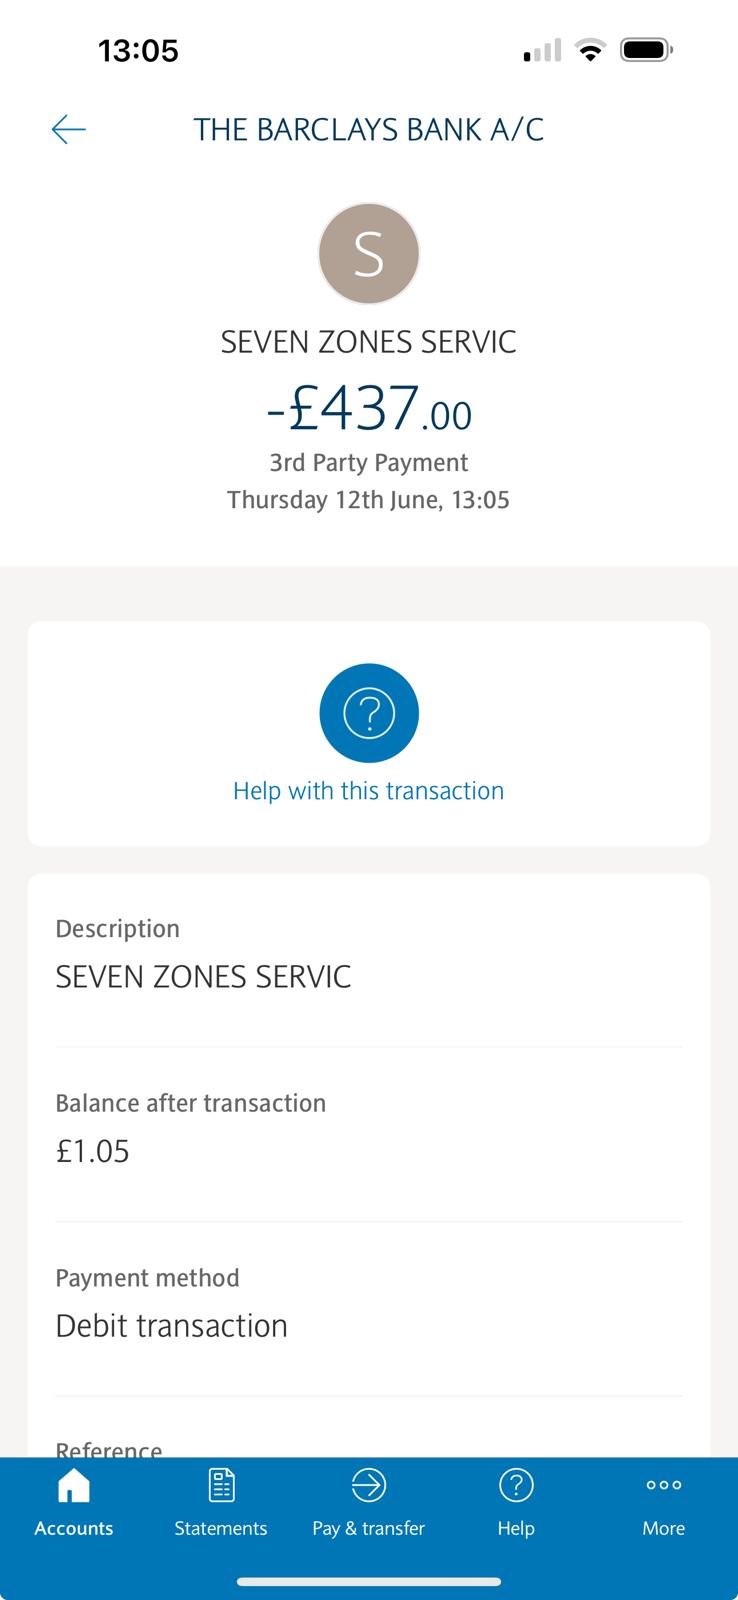 13:05
THE BARCLAYS BANK A/C
S
SEVEN ZONES SERVIC
-£437.00
3rd Party Payment
Thursday 12th June, 13:05
?
Help with this transaction
Description
SEVEN ZONES SERVIC
Balance after transaction
£1.05
Payment method
Debit transaction
Reference
Accounts Statements Pay & transfer Help More